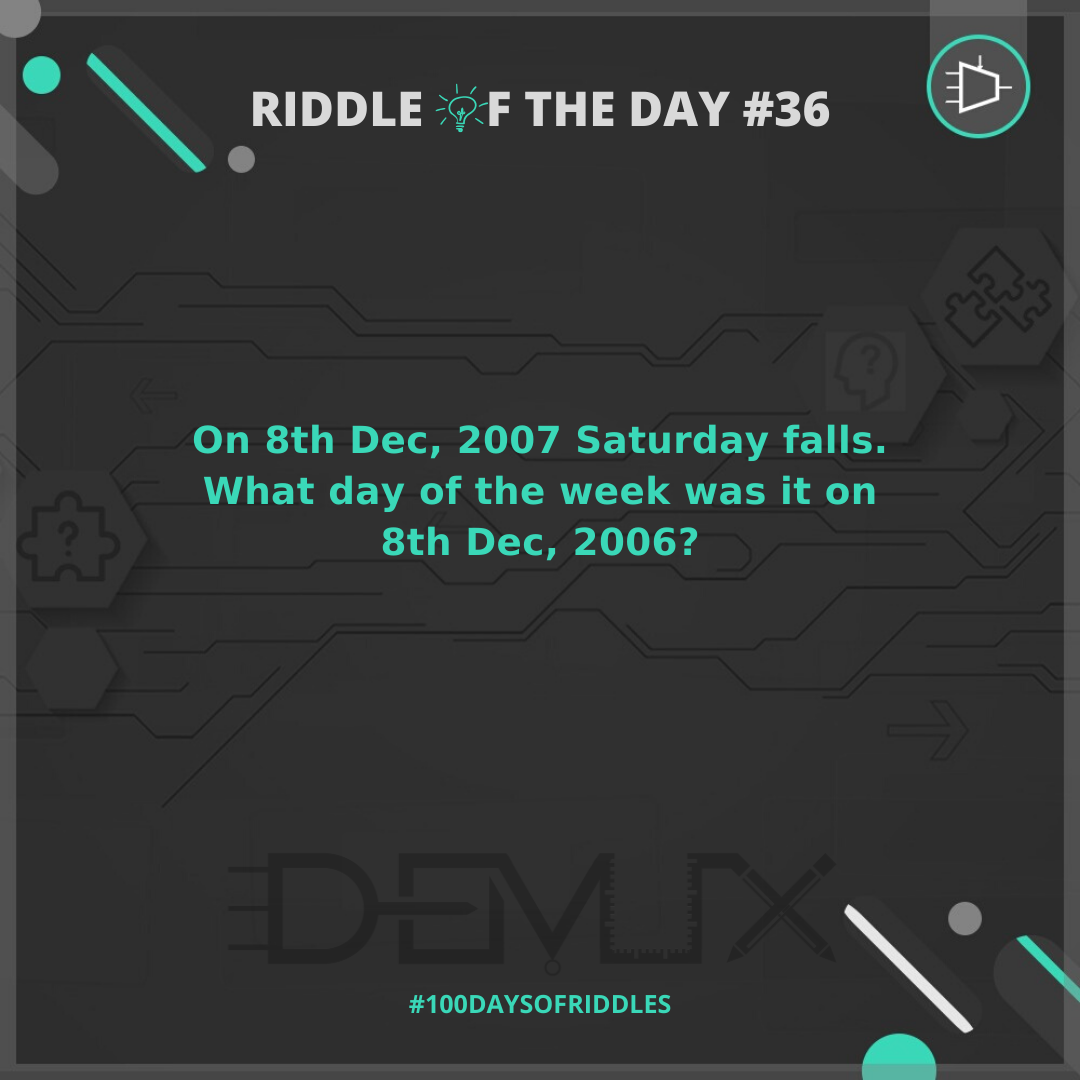 RIDDLE OF THE DAY #36
On 8th Dec, 2007 Saturday falls.
What day of the week was it on
8th Dec, 2006?
DEMUX
#100DAYSOFRIDDLES